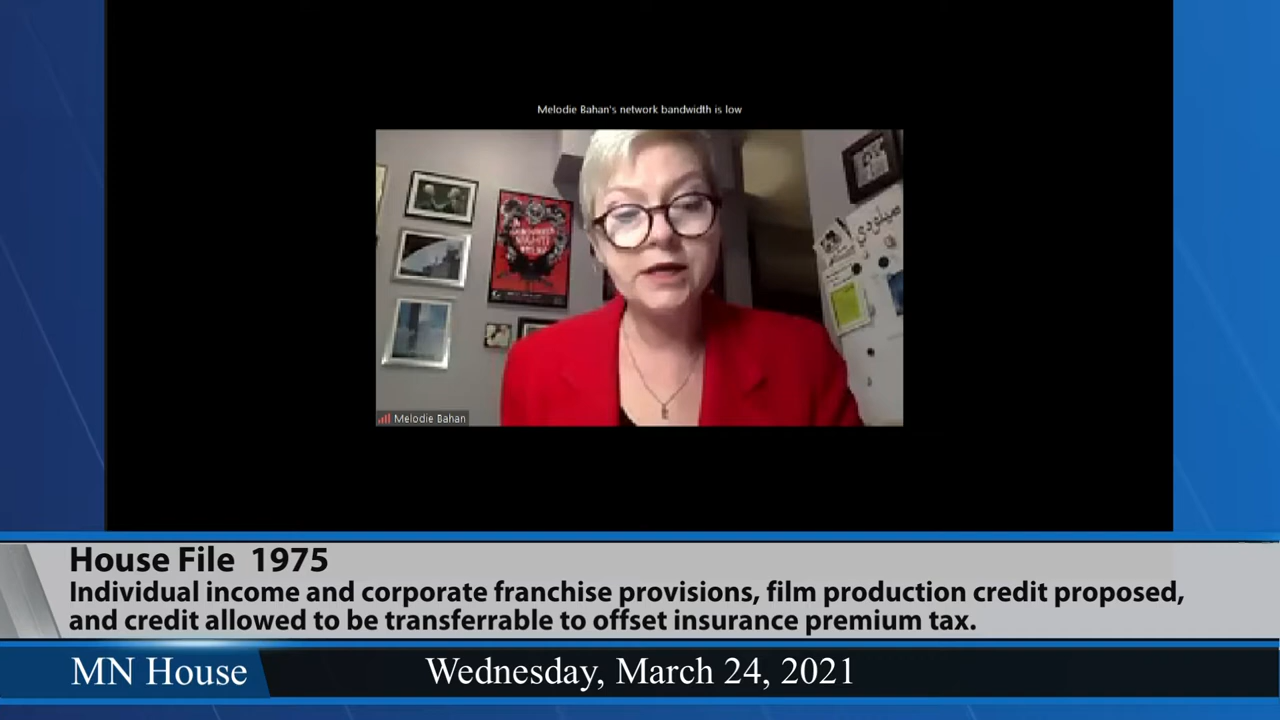 Melodie Bahan's network bandwidth is low
ميلودي
Melodie Bahan
House File 1975
Individual income and corporate franchise provisions, film production credit proposed,
and credit allowed to be transferrable to offset insurance premium tax.
MN House
Wednesday, March 24, 2021